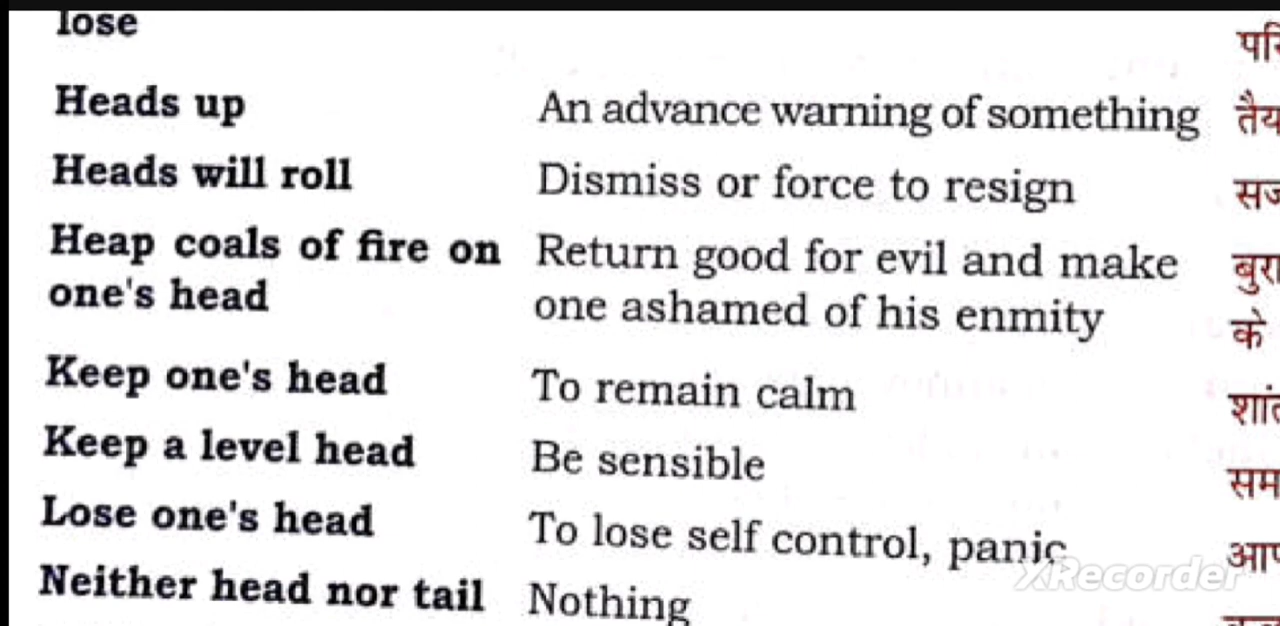 lose
Heads up An advance warning of something
Heads will roll Dismiss or force to resign
Heap coals of fire on Return good for evil and make
one's head one ashamed of his enmity
के
Keep one's head To remain calm
Keep a level head Be sensible
Lose one's head To lose self control, panic
XRecorder
Neither head nor tail Nothing